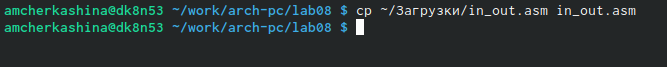 amcherkashina@dk8n53 ~/work/arch-pc/lab08 $ cp ~/Загрузки/in_out.asm in_out.asm
amcherkashina@dk8n53 ~/work/arch-pc/lab08 $